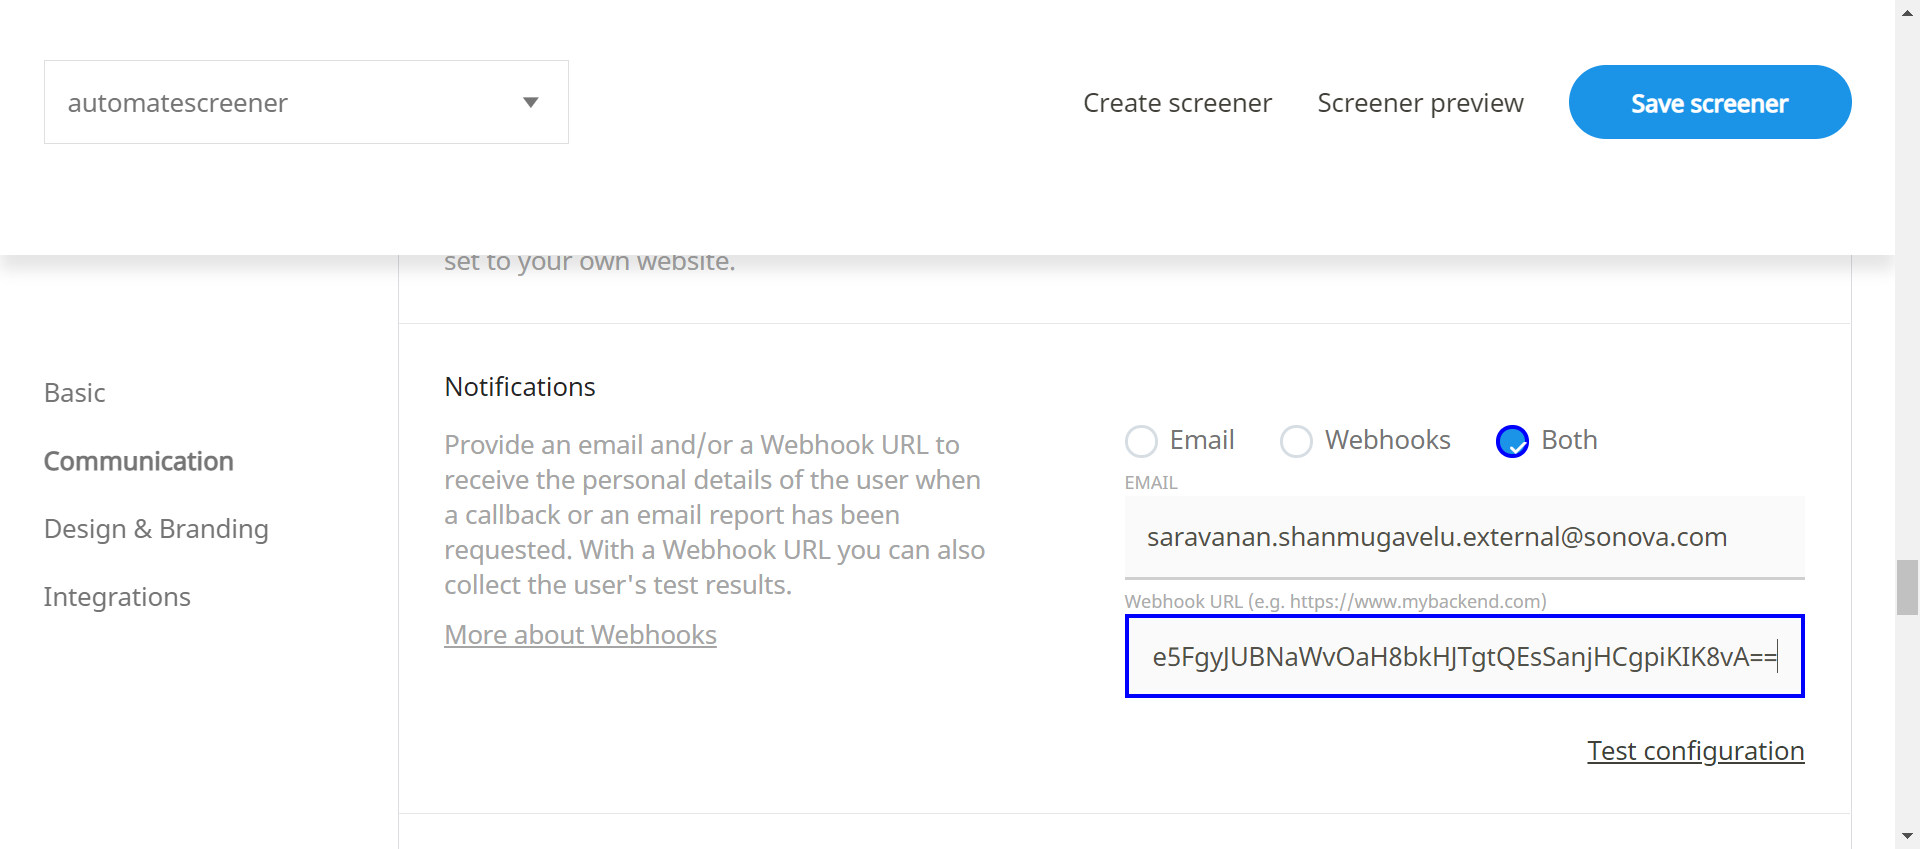 automatescreener
Create screener
Screener preview
Save screener
set to your own website.
Basic
Communication
Design & Branding
Integrations
Notifications
Provide an email and/or a Webhook URL to
receive the personal details of the user when
a callback or an email report has been
requested. With a Webhook URL you can also
collect the user's test results.
More about Webhooks
Email
Webhooks
Both
EMAIL
saravanan.shanmugavelu.external@sonova.com
Webhook URL (e.g. https://www.mybackend.com)
e5FgyJUBNaWvOaH8bkHJTgtQEsSanjHCgpiKIK8vA==
Test configuration